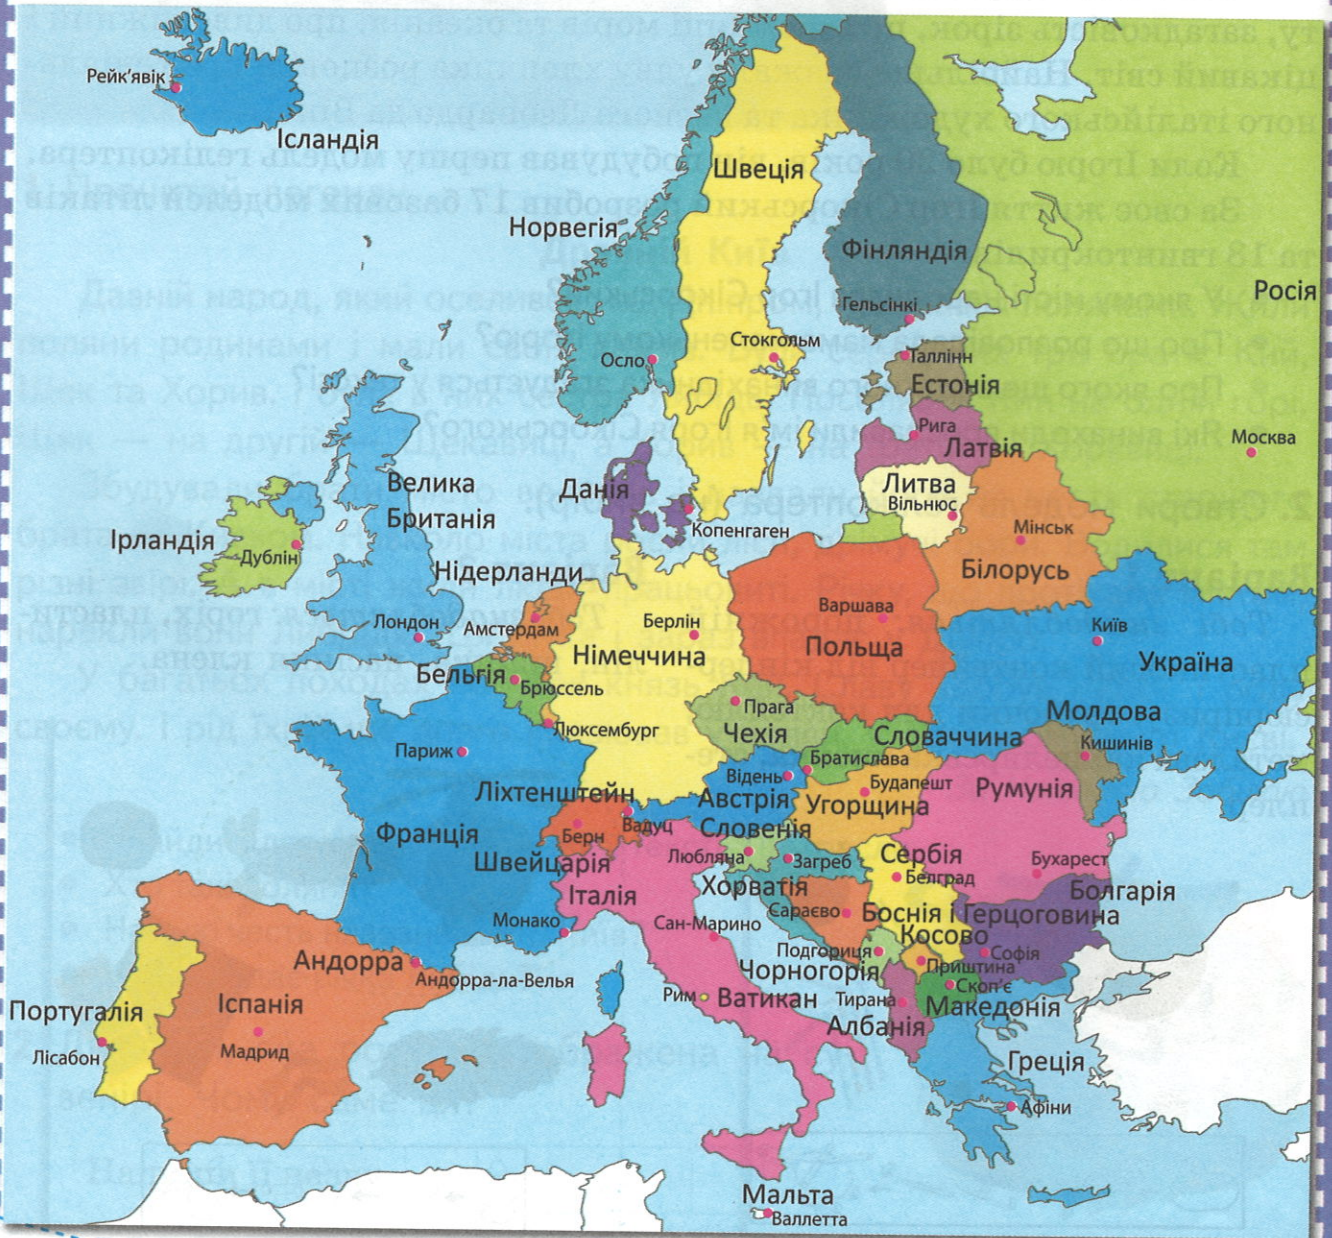 Рейк’явік
Ісландія
Швеція
Норвегія
Фінляндія
Росія
Гельсінкі
Стокгольм
Осло
Таллінн
Естонія
Рига
Латвія
Москва
Велика
Британія
Данія
Литва
Вільнюс
Копенгаген
Мінськ
Ірландія
Дублін
Нідерланди
Білорусь
Лондон
Амстердам
Берлін
Варшава
Київ
Німеччина
Польща
Україна
Бельгія
Брюссель
Прага
Молдова
Люксембург
Чехія
Словаччина
Кишинів
Париж
Братислава
Відень
Будапешт
Ліхтенштейн
Австрія
Угорщина
Румунія
Франція
Берн
Вадуц
Словенія
Швейцарія
Любляна
Загреб
Сербія
Бухарест
Італія
Хорватія
Белград
Болгарія
Монако
Сан-Марино
Сараєво
Боснія і Герцоговина
Косово
Андорра
Андорра-ла-Велья
Подгориця
Софія
Чорногорія
Приштина
Португалія
Іспанія
Рим
Ватикан
Тирана
Скоп’є
Македонія
Албанія
Лісабон
Мадрид
Греція
Афіни
Мальта
Валлетта